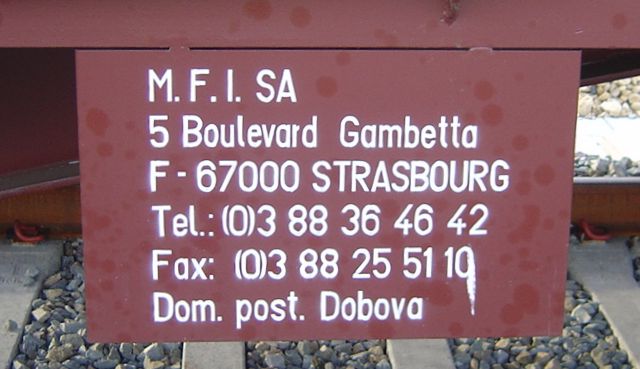 M. F. I. SA
5 Boulevard Gambetta
F - 67000 STRASBOURG
Tel.: (0)3 88 36 46 42
Fax: (0)3 88 25 51 10
Dom. post. Dobova